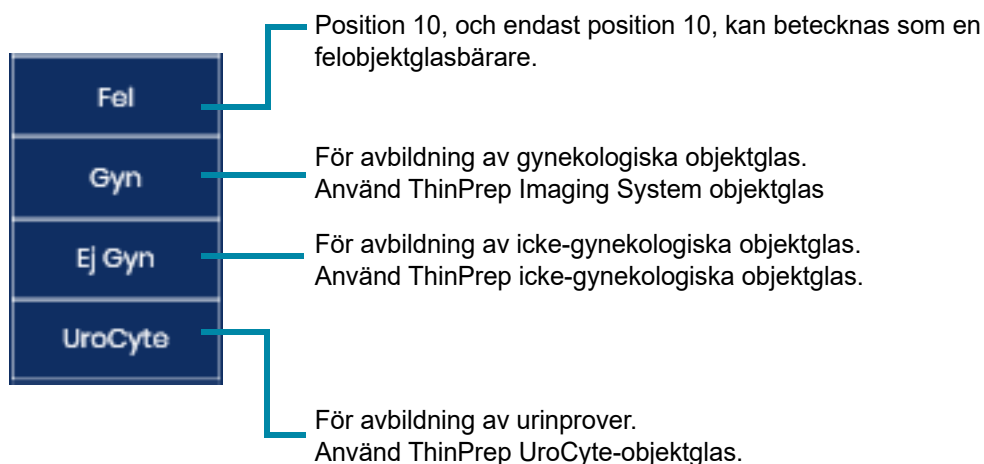 Position 10, och endast position 10, kan betecknas som en
felobjektglasbärare.
Fel
För avbildning av gynekologiska objektglas.
Använd ThinPrep Imaging System objektglas
Gyn
För avbildning av icke-gynekologiska objektglas.
Använd ThinPrep icke-gynekologiska objektglas.
Ej Gyn
UroCyte
För avbildning av urinprover.
Använd ThinPrep UroCyte-objektglas.